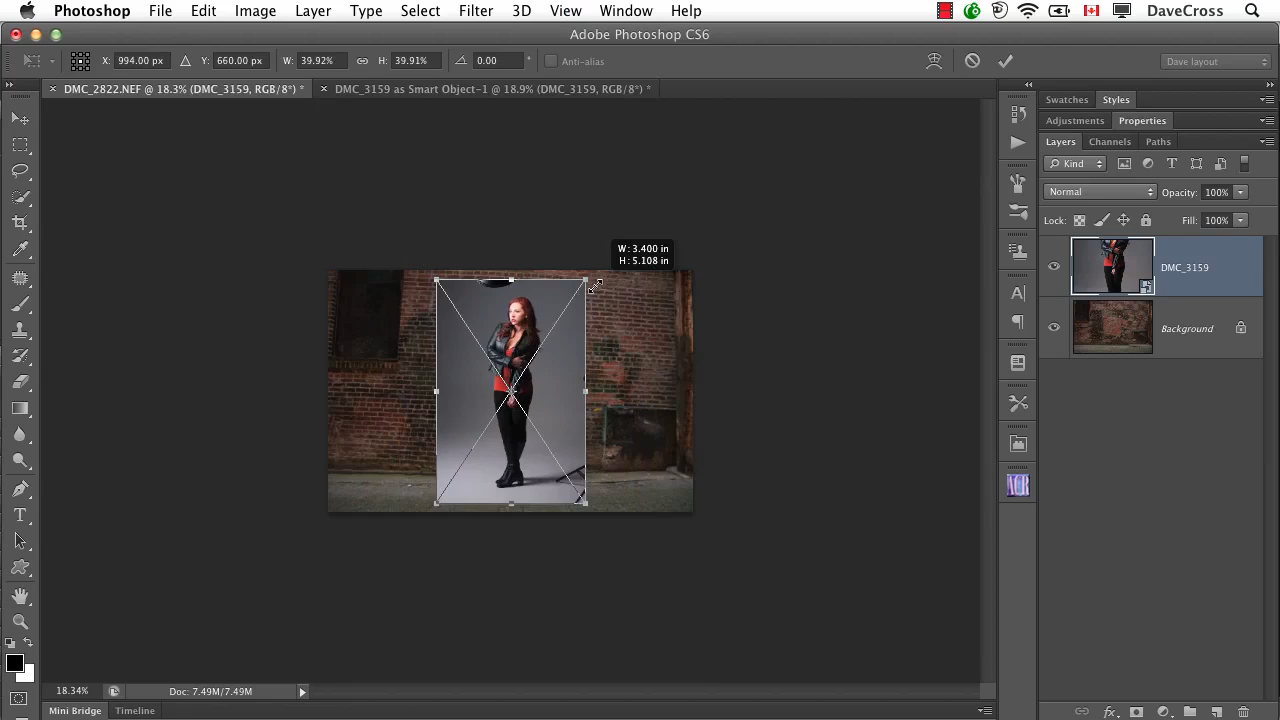 Photoshop File Edit Image Layer Type Select Filter 3D View Window Help DaveCross
Adobe Photoshop CS6
X: 994.00 px Y: 660.00 px W: 39.92% H: 39.91% 0.00 ° Anti-alias Dave layout
DMC_2822.NEF @ 18.3% (DMC_3159, RGB/8*) * DMC_3159 as Smart Object-1 @ 18.9% (DMC_3159, RGB/8*) *
Swatches Styles
Adjustments Properties
Layers Channels Paths
Kind T
Normal Opacity: 100%
Lock: Fill: 100%
W: 3.400 in
H: 5.108 in
DMC_3159
Background
A
ACR
T
18.34% Doc: 7.49M/7.49M
Mini Bridge Timeline
fx